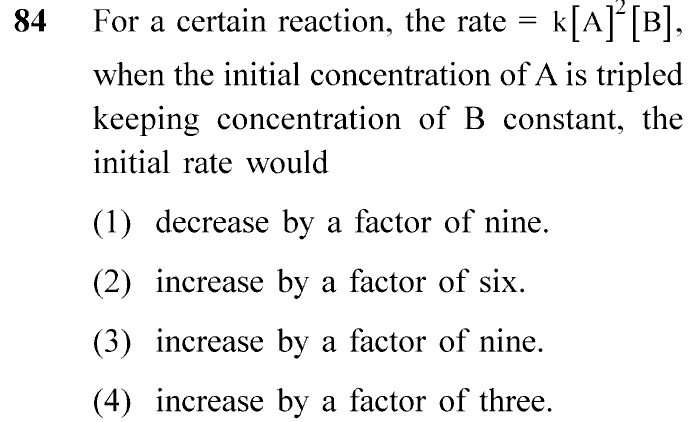 84 For a certain reaction, the rate = k[A]²[B],
when the initial concentration of A is tripled
keeping concentration of B constant, the
initial rate would
(1) decrease by a factor of nine.
(2) increase by a factor of six.
(3) increase by a factor of nine.
(4) increase by a factor of three.